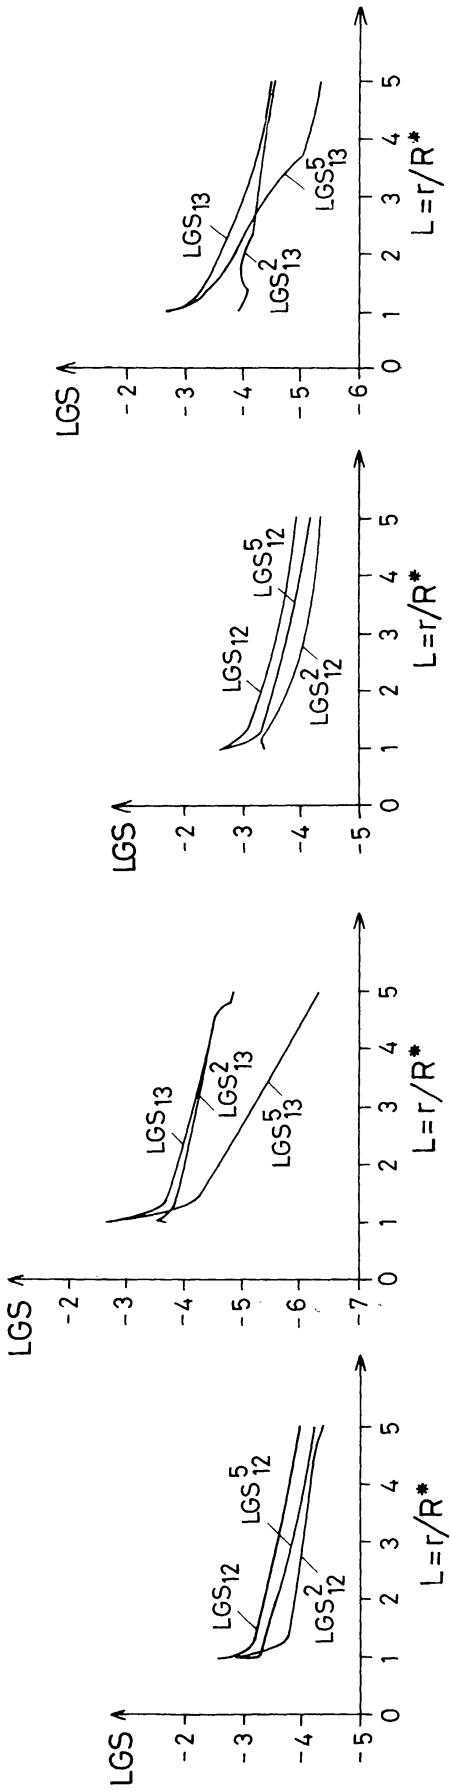 LGS
-2
-3
-4
-5
LGS₁₂
LGS⁵₁₂
LGS²₁₂
0 1 2 3 4 5
L=r/R*
LGS
-2
-3
-4
-5
-6
-7
LGS₁₃
LGS²₁₃
LGS⁵₁₃
0 1 2 3 4 5
L=r/R*
LGS
-2
-3
-4
-5
LGS₁₂
LGS⁵₁₂
LGS²₁₂
0 1 2 3 4 5
L=r/R*
LGS
-2
-3
-4
-5
-6
LGS₁₃
LGS²₁₃
LGS⁵₁₃
0 1 2 3 4 5
L=r/R*